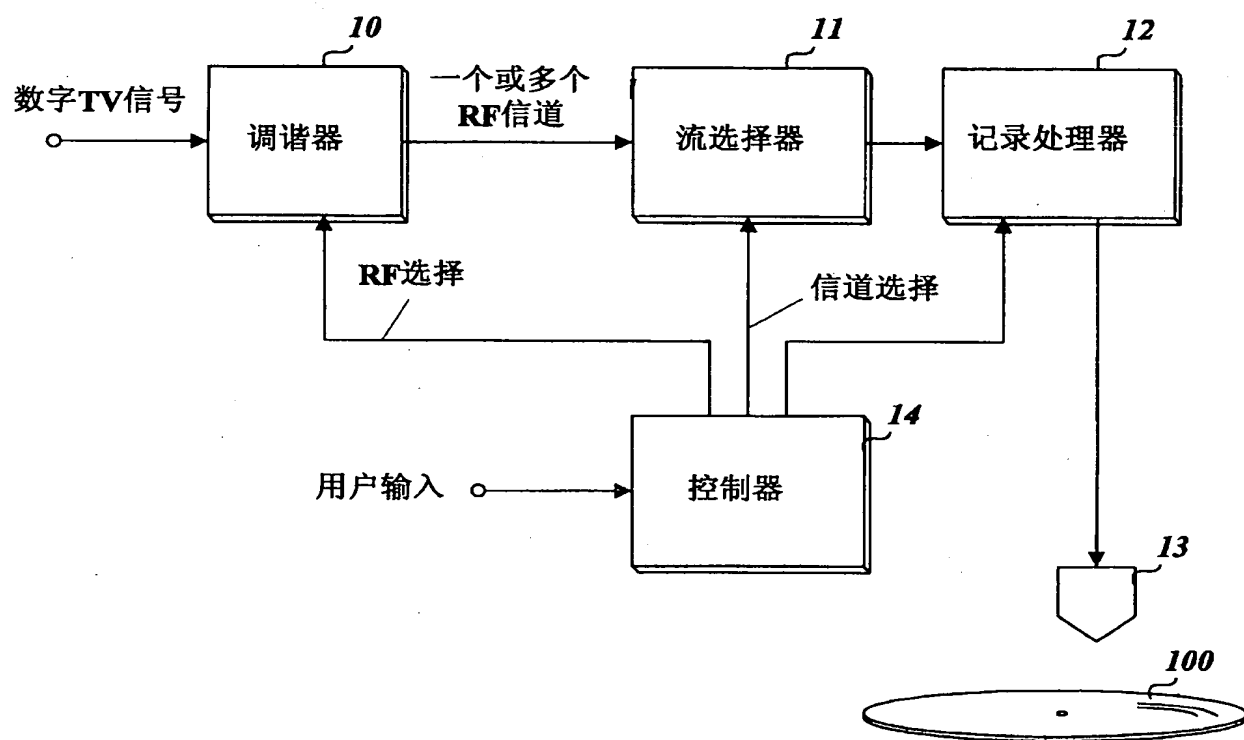 10
11
12
数字TV信号
调谐器
一个或多个
RF信道
流选择器
记录处理器
RF选择
信道选择
14
用户输入
控制器
13
100